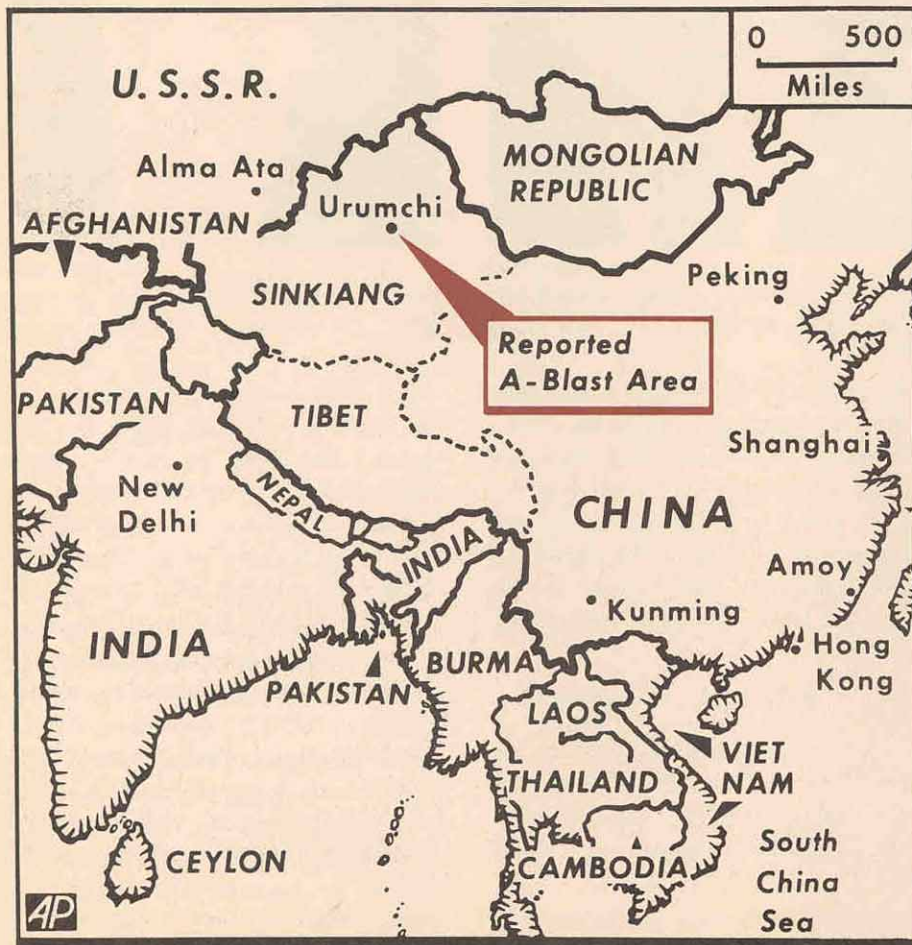 0 500
Miles
U.S.S.R.
MONGOLIAN
REPUBLIC
Alma Ata
Urumchi
AFGHANISTAN
Peking
SINKIANG
Reported
A-Blast Area
PAKISTAN
TIBET
Shanghai
New
Delhi
NEPAL
CHINA
INDIA
Amoy
Kunming
INDIA
Hong
Kong
BURMA
PAKISTAN
LAOS
VIET
NAM
THAILAND
CEYLON
CAMBODIA
South
China
Sea
AP